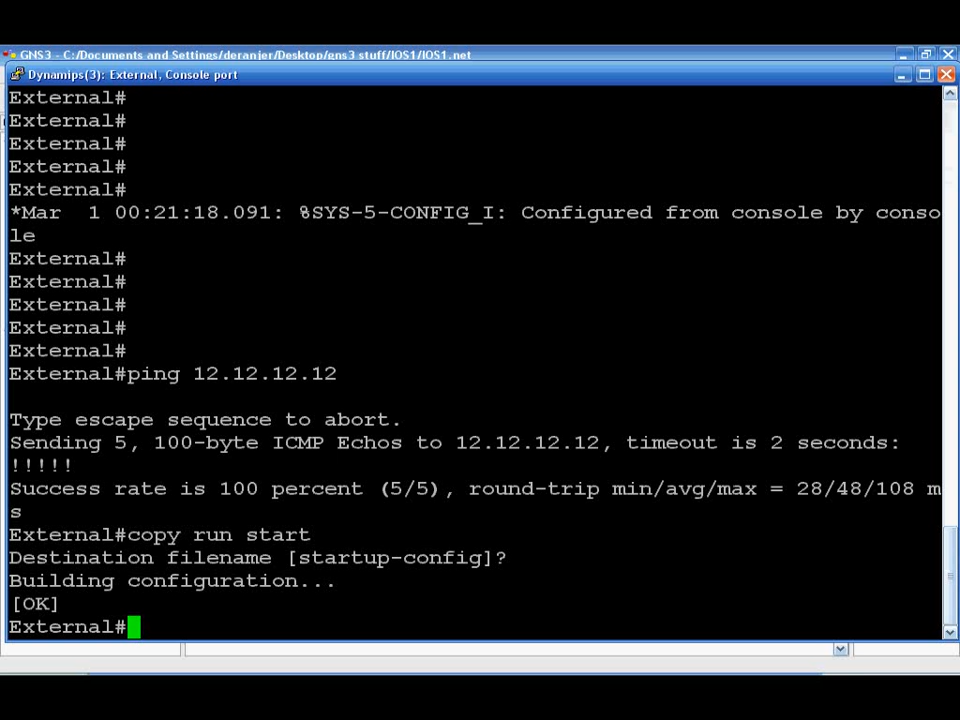 GNS3 - C:/Documents and Settings/deranjer/Desktop/gns3 stuff/IOS1/IOS1.net
Dynamips(3): External, Console port
External#
External#
External#
External#
External#
*Mar  1 00:21:18.091: %SYS-5-CONFIG_I: Configured from console by conso
le
External#
External#
External#
External#
External#
External#ping 12.12.12.12
Type escape sequence to abort.
Sending 5, 100-byte ICMP Echos to 12.12.12.12, timeout is 2 seconds:
!!!!!
Success rate is 100 percent (5/5), round-trip min/avg/max = 28/48/108 m
s
External#copy run start
Destination filename [startup-config]?
Building configuration...
[OK]
External#